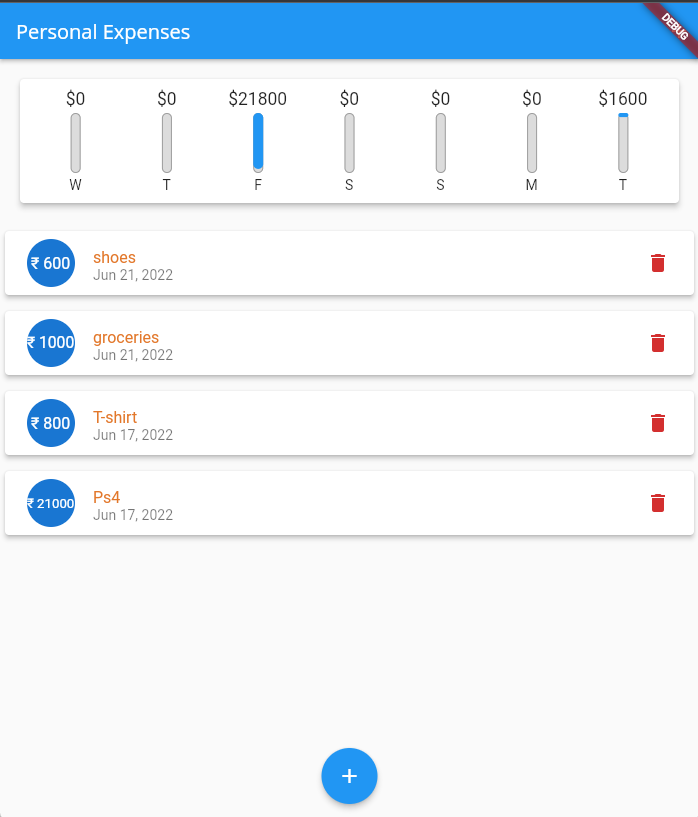 Personal Expenses
DEBUG
$0 $0 $21800 $0 $0 $0 $1600
W T F S S M T
₹ 600 shoes
Jun 21, 2022
₹ 1000 groceries
Jun 21, 2022
₹ 800 T-shirt
Jun 17, 2022
₹ 21000 Ps4
Jun 17, 2022
+